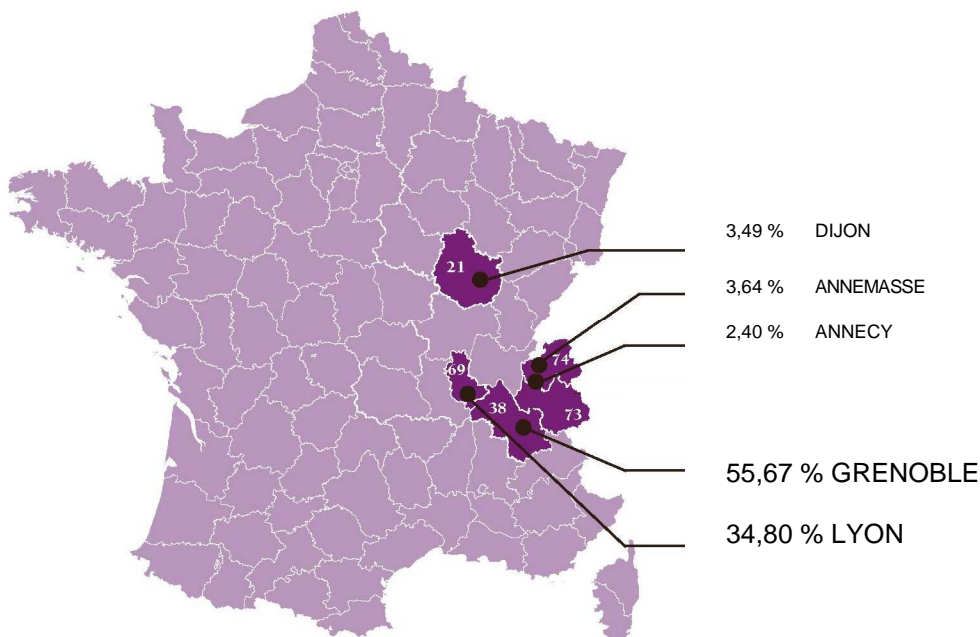 3,49 % DIJON
21
3,64 % ANNEMASSE
2,40 % ANNECY
74
69
38
73
55,67 % GRENOBLE
34,80 % LYON